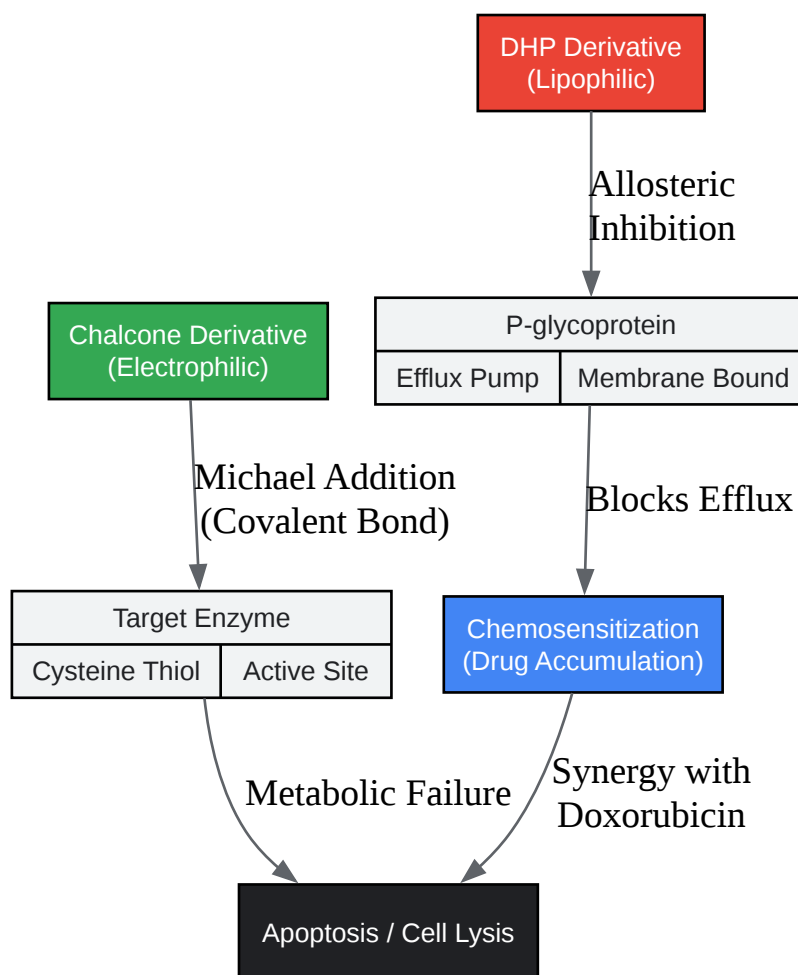 DHP Derivative
(Lipophilic)
Allosteric
Inhibition
P-glycoprotein
Efflux Pump
Membrane Bound
Chalcone Derivative
(Electrophilic)
Michael Addition
(Covalent Bond)
Blocks Efflux
Target Enzyme
Cysteine Thiol
Active Site
Chemosensitization
(Drug Accumulation)
Metabolic Failure
Synergy with
Doxorubicin
Apoptosis / Cell Lysis